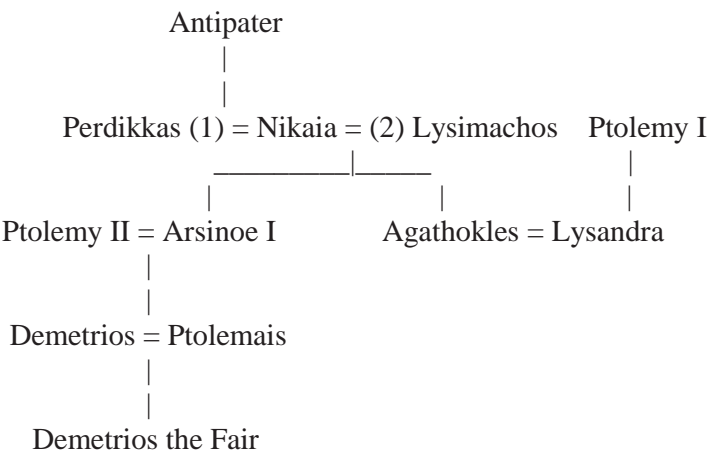 Antipater
Perdikkas (1) = Nikaia = (2) Lysimachos Ptolemy I
Ptolemy II = Arsinoe I Agathokles = Lysandra
Demetrios = Ptolemais
Demetrios the Fair